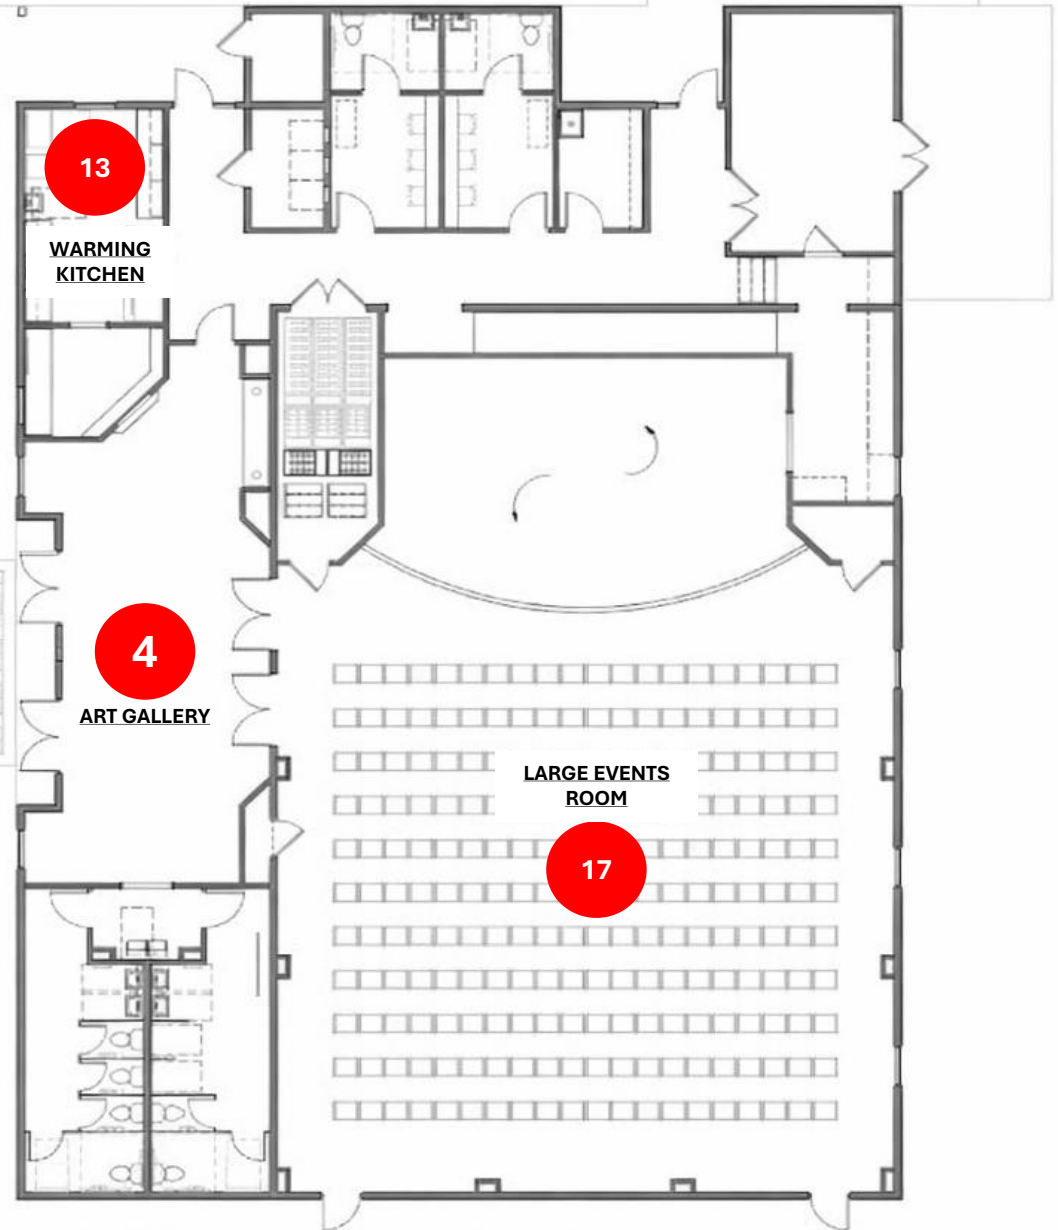 13
WARMING
KITCHEN
4
ART GALLERY
LARGE EVENTS
ROOM
17